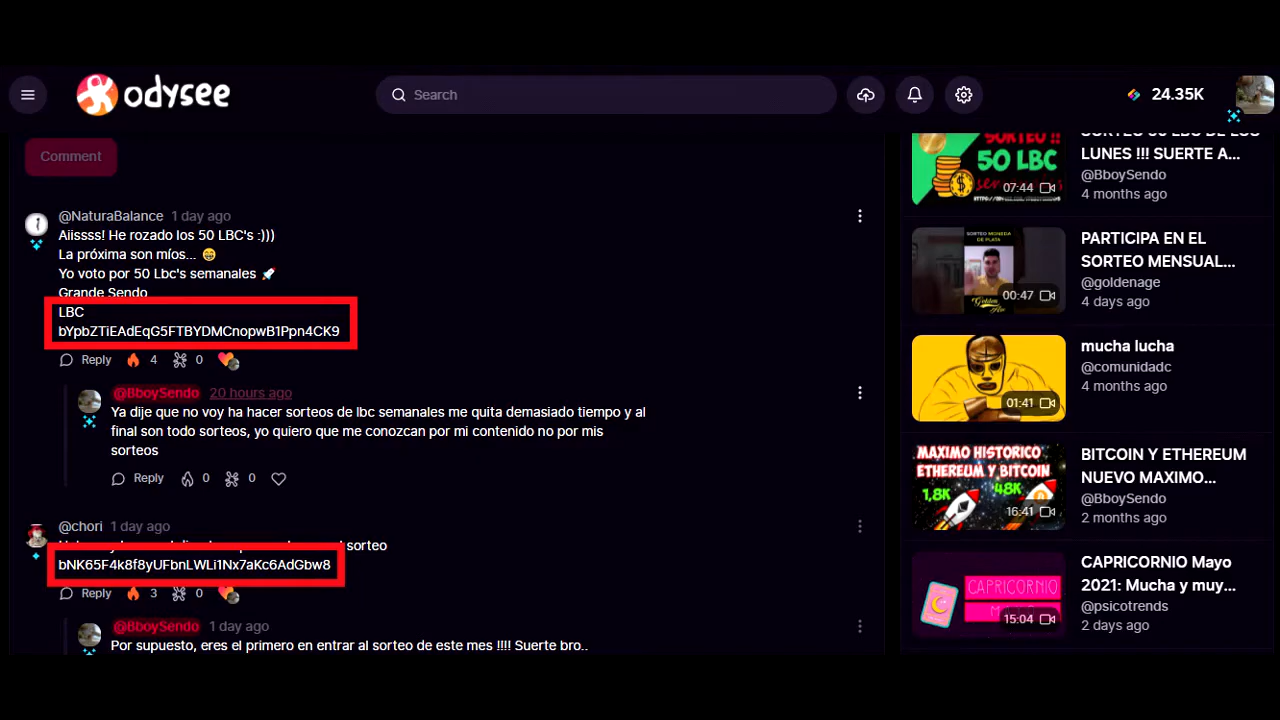 odysee
Search
24.35K
Comment
@NaturaBalance 1 day ago
Aiissss! He rozado los 50 LBC's :)))
La próxima son míos... 😁
Yo voto por 50 Lbc's semanales 🚀
Grande Sendo
LBC
bYpbZTiEAdEqG5FTBYDMCnopwB1Ppn4CK9
Reply 4 0
@BboySendo 20 hours ago
Ya dije que no voy ha hacer sorteos de lbc semanales me quita demasiado tiempo y al
final son todo sorteos, yo quiero que me conozcan por mi contenido no por mis
sorteos
Reply 0 0
@chori 1 day ago
sorteo
bNK65F4k8f8yUFbnLWLi1Nx7aKc6AdGbw8
Reply 3 0
@BboySendo 1 day ago
Por supuesto, eres el primero en entrar al sorteo de este mes !!!! Suerte bro..
SORTEO !!
50 LBC
semanales
07:44
SORTEO 50 LBC DE LOS
LUNES !!! SUERTE A...
@BboySendo
4 months ago
SORTEO MONEDA
DE PLATA
00:47
PARTICIPA EN EL
SORTEO MENSUAL...
@goldenage
4 days ago
01:41
mucha lucha
@comunidadc
4 months ago
MAXIMO HISTORICO
ETHEREUM Y BITCOIN
1,8K
48K
16:41
BITCOIN Y ETHEREUM
NUEVO MAXIMO...
@BboySendo
2 months ago
CAPRICORNIO
15:04
CAPRICORNIO Mayo
2021: Mucha y muy...
@psicotrends
2 days ago